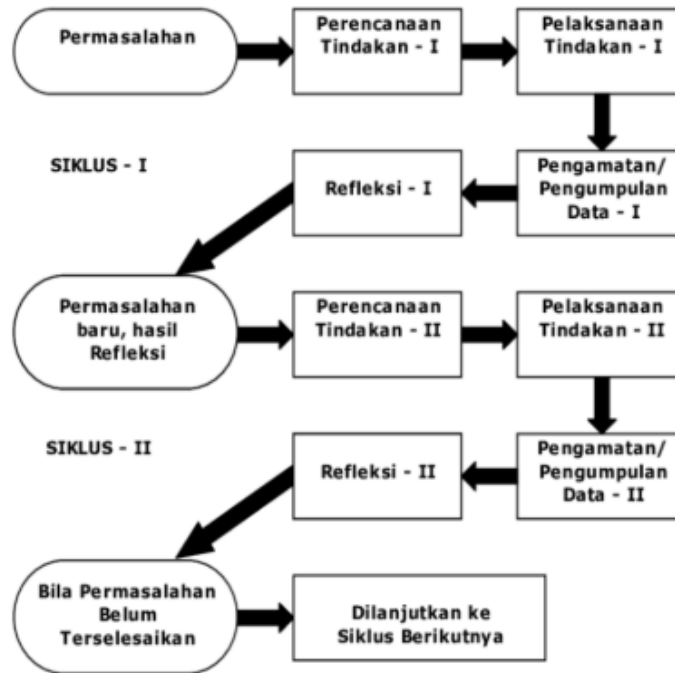 Permasalahan
Perencanaan
Tindakan - I
Pelaksanaan
Tindakan - I
SIKLUS - I
Refleksi - I
Pengamatan/
Pengumpulan
Data - I
Permasalahan
baru, hasil
Refleksi
Perencanaan
Tindakan - II
Pelaksanaan
Tindakan - II
SIKLUS - II
Refleksi - II
Pengamatan/
Pengumpulan
Data - II
Bila Permasalahan
Belum
Terselesaikan
Dilanjutkan ke
Siklus Berikutnya